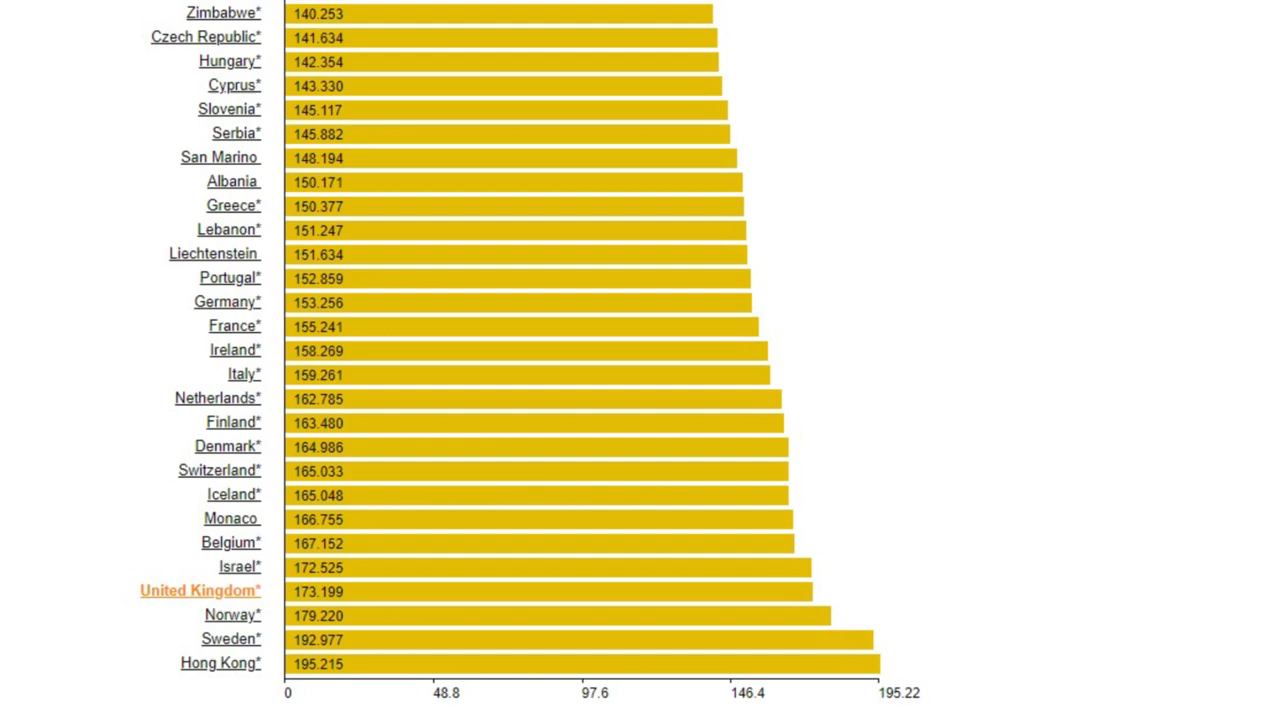 Zimbabwe* 140.253
Czech Republic* 141.634
Hungary* 142.354
Cyprus* 143.330
Slovenia* 145.117
Serbia* 145.882
San Marino 148.194
Albania 150.171
Greece* 150.377
Lebanon* 151.247
Liechtenstein 151.634
Portugal* 152.859
Germany* 153.256
France* 155.241
Ireland* 158.269
Italy* 159.261
Netherlands* 162.785
Finland* 163.480
Denmark* 164.986
Switzerland* 165.033
Iceland* 165.048
Monaco 166.755
Belgium* 167.152
Israel* 172.525
United Kingdom* 173.199
Norway* 179.220
Sweden* 192.977
Hong Kong* 195.215
0 48.8 97.6 146.4 195.22